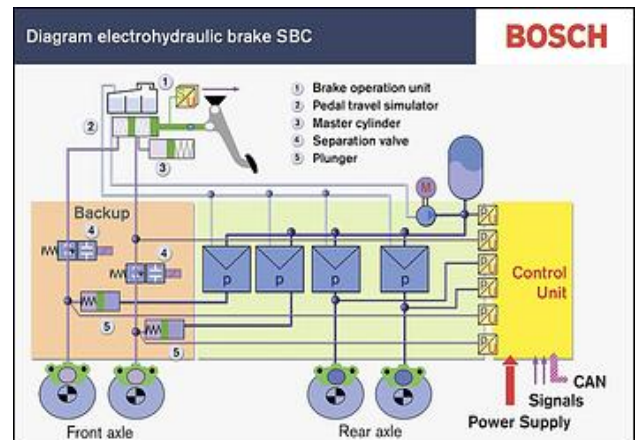 Diagram electrohydraulic brake SBC
BOSCH
1 Brake operation unit
2 Pedal travel simulator
3 Master cylinder
4 Separation valve
5 Plunger
1
2
3
M
Backup
4
4
p
p
p
p
5
5
Control
Unit
CAN
Signals
Power Supply
Front axle
Rear axle